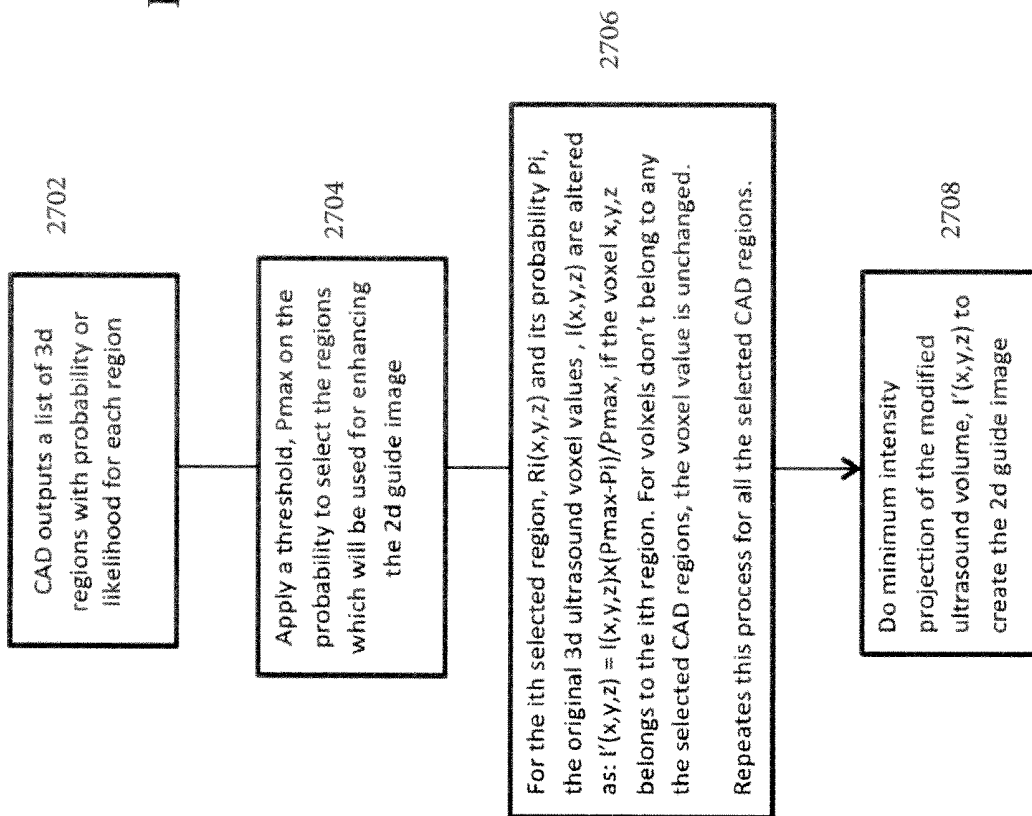 2702
CAD outputs a list of 3d
regions with probability or
likelihood for each region
2704
Apply a threshold, Pmax on the
probability to select the regions
which will be used for enhancing
the 2d guide image
2706
For the ith selected region, Ri(x,y,z) and its probability Pi,
the original 3d ultrasound voxel values , I(x,y,z) are altered
as: I'(x,y,z) = I(x,y,z)x(Pmax-Pi)/Pmax, if the voxel x,y,z
belongs to the ith region. For volxels don't belong to any
the selected CAD regions, the voxel value is unchanged.
Repeates this process for all the selected CAD regions.
2708
Do minimum intensity
projection of the modified
ultrasound volume, I'(x,y,z) to
create the 2d guide image